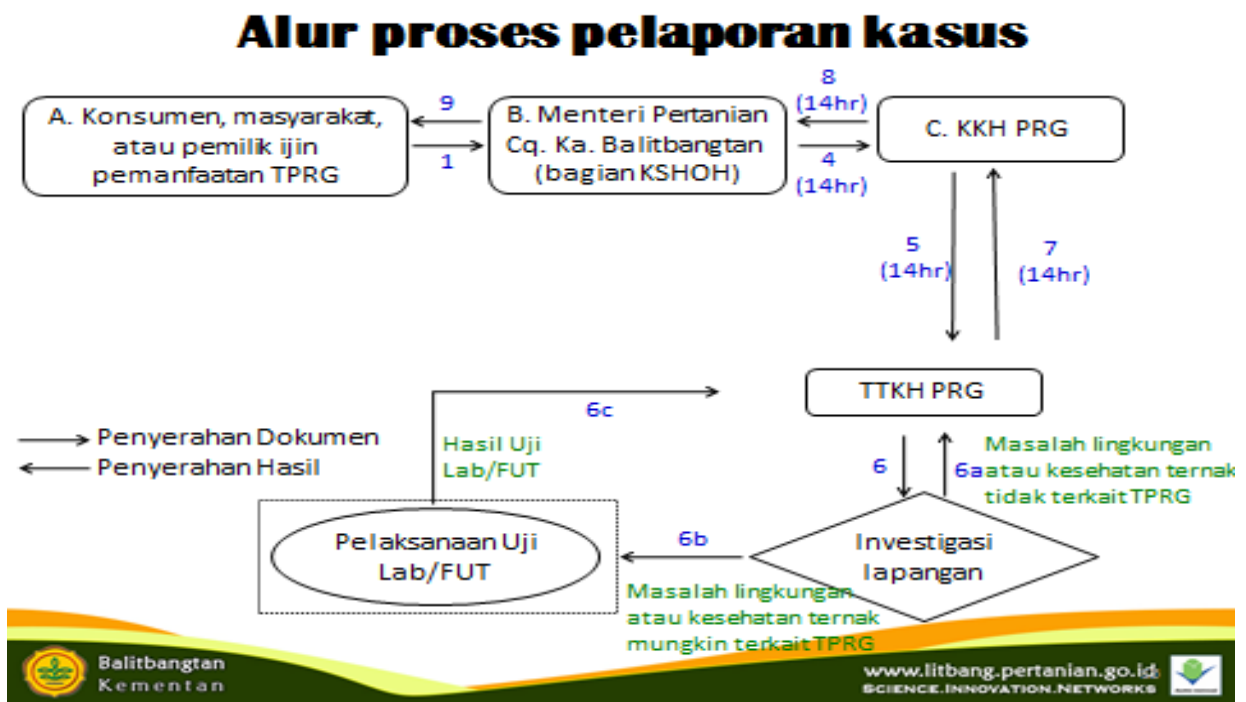 Alur proses pelaporan kasus
A. Konsumen, masyarakat,
atau pemilik ijin
pemanfaatan TPRG
9
1
B. Menteri Pertanian
Cq. Ka. Balitbangtan
(bagian KSHOH)
8
(14hr)
4
(14hr)
C. KKH PRG
5
(14hr)
7
(14hr)
TTKH PRG
6c
Hasil Uji
Lab/FUT
Penyerahan Dokumen
Penyerahan Hasil
6
6a
Masalah lingkungan
atau kesehatan ternak
tidak terkait TPRG
Pelaksanaan Uji
Lab/FUT
6b
Investigasi
lapangan
Masalah lingkungan
atau kesehatan ternak
mungkin terkait TPRG
Balitbangtan
Kementan
www.litbang.pertanian.go.id
SCIENCE.INNOVATION.NETWORKS